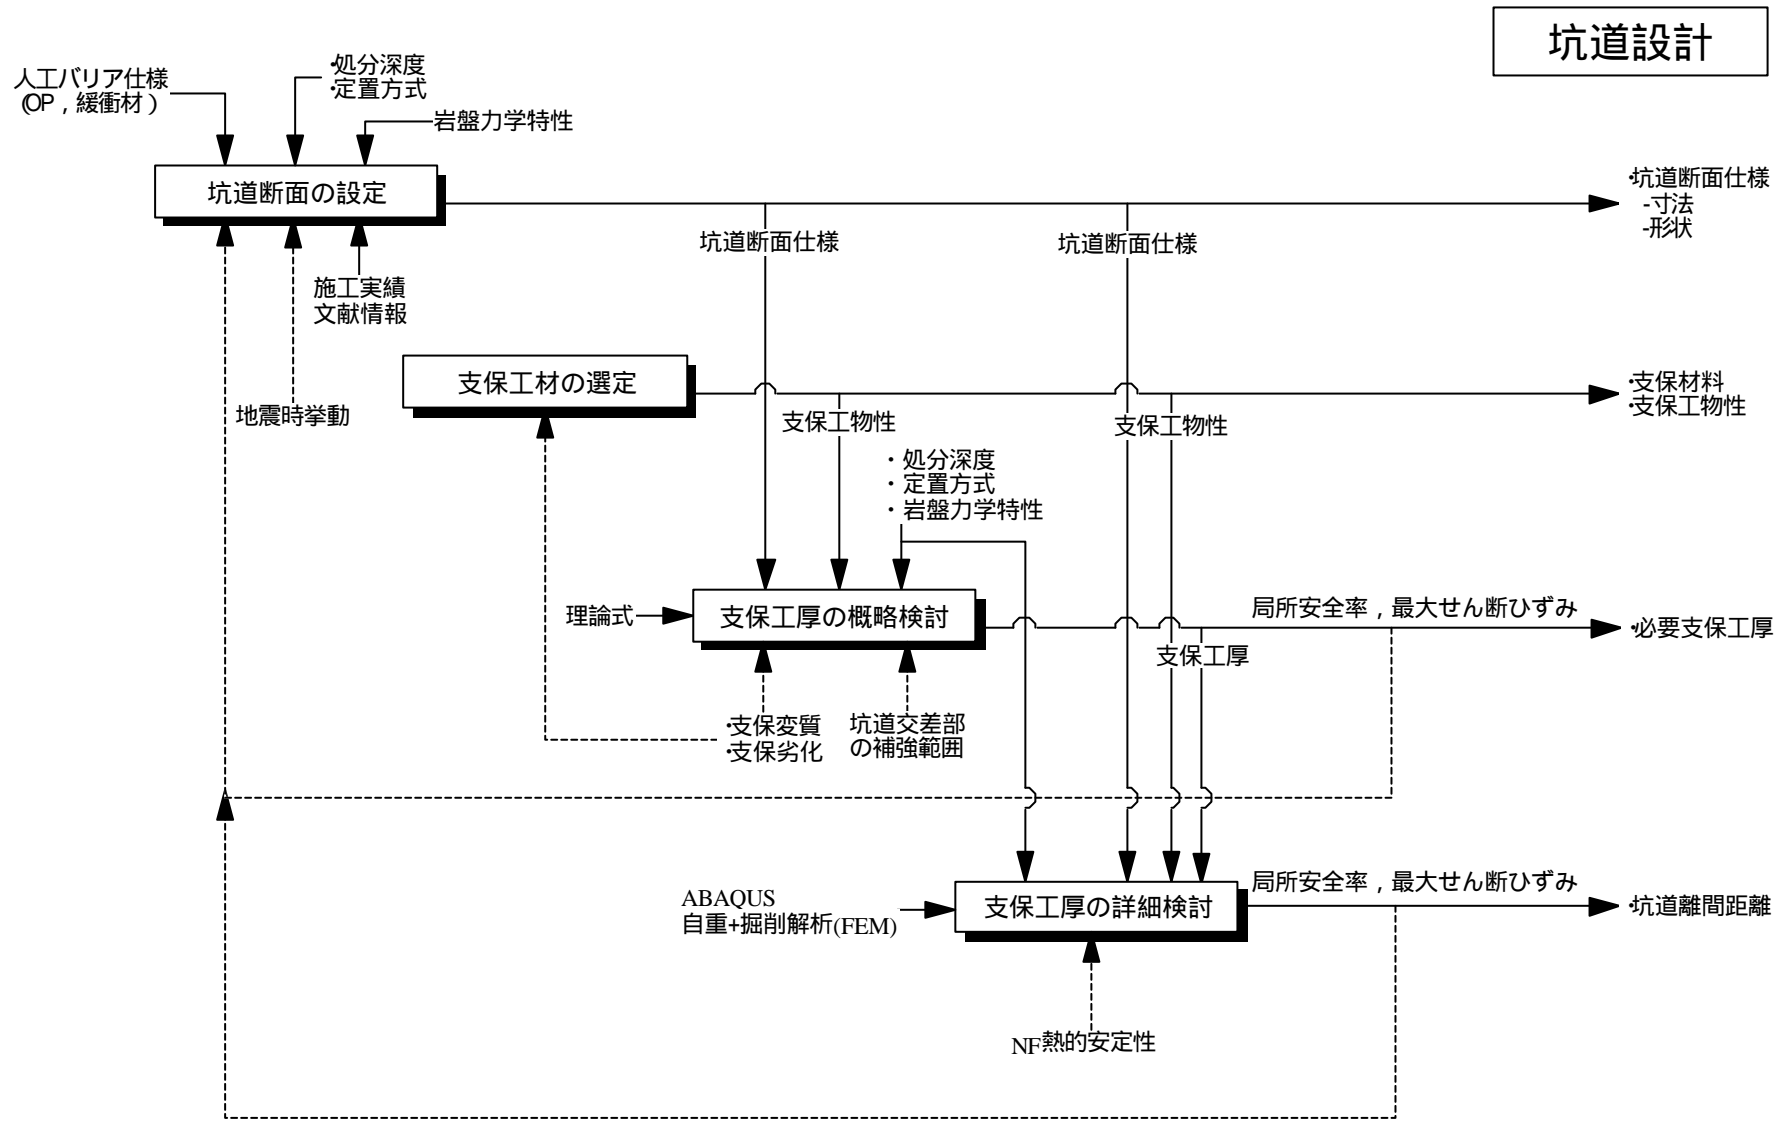 坑道設計
人工バリア仕様
(OP，緩衝材）
・処分深度
・定置方式
岩盤力学特性
坑道断面の設定
・坑道断面仕様
-寸法
-形状
坑道断面仕様
坑道断面仕様
施工実績
文献情報
地震時挙動
支保工材の選定
・支保材料
・支保工物性
支保工物性
支保工物性
・処分深度
・定置方式
・岩盤力学特性
理論式
支保工厚の概略検討
局所安全率，最大せん断ひずみ
・必要支保工厚
支保工厚
・支保変質
・支保劣化
坑道交差部
の補強範囲
ABAQUS
自重+掘削解析(FEM)
支保工厚の詳細検討
局所安全率，最大せん断ひずみ
・坑道離間距離
NF熱的安定性